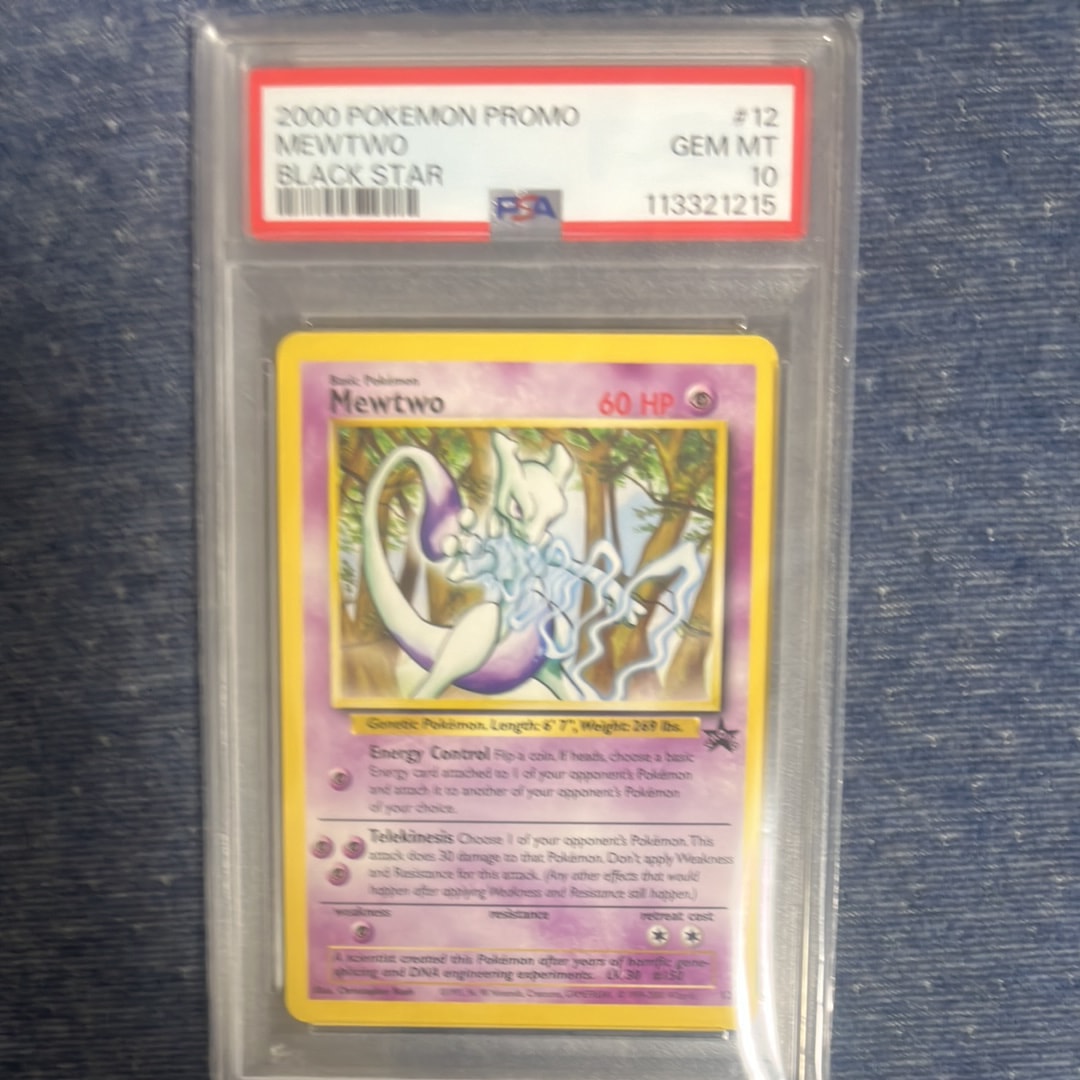 2000 POKEMON PROMO #12
MEWTWO GEM MT
BLACK STAR 10
PSA 113321215
Basic Pokémon
Mewtwo 60 HP
Genetic Pokémon. Length: 6' 7", Weight: 269 lbs.
Energy Control Flip a coin. If heads, choose a basic
Energy card attached to 1 of your opponent's Pokémon
and attach it to another of your opponent's Pokémon
of your choice.
Telekinesis Choose 1 of your opponent's Pokémon. This
attack does 30 damage to that Pokémon. Don't apply Weakness
and Resistance for this attack. (Any other effects that would
happen after applying Weakness and Resistance still happen.)
weakness resistance retreat cost
A scientist created this Pokémon after years of horrific gene-
splicing and DNA engineering experiments. LV. 30 #150